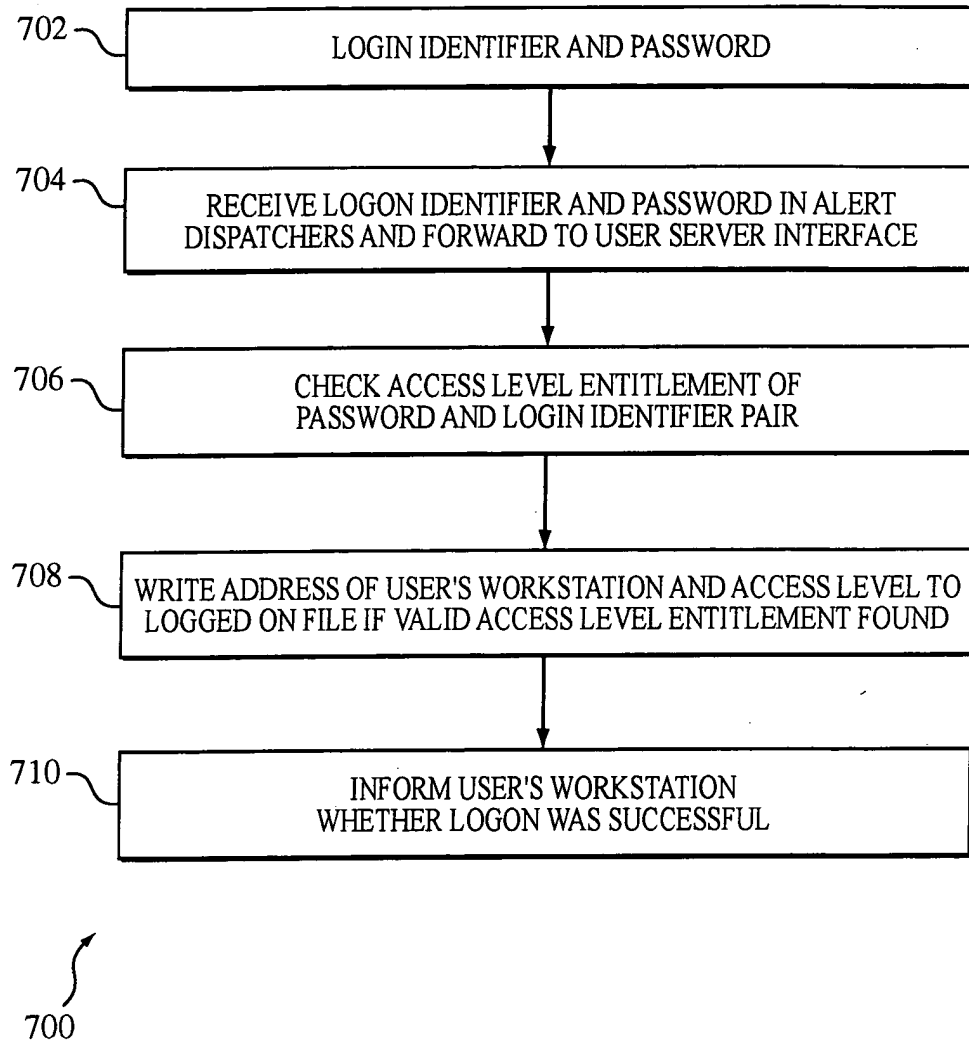 702
LOGIN IDENTIFIER AND PASSWORD
704
RECEIVE LOGON IDENTIFIER AND PASSWORD IN ALERT
DISPATCHERS AND FORWARD TO USER SERVER INTERFACE
706
CHECK ACCESS LEVEL ENTITLEMENT OF
PASSWORD AND LOGIN IDENTIFIER PAIR
708
WRITE ADDRESS OF USER'S WORKSTATION AND ACCESS LEVEL TO
LOGGED ON FILE IF VALID ACCESS LEVEL ENTITLEMENT FOUND
710
INFORM USER'S WORKSTATION
WHETHER LOGON WAS SUCCESSFUL
700